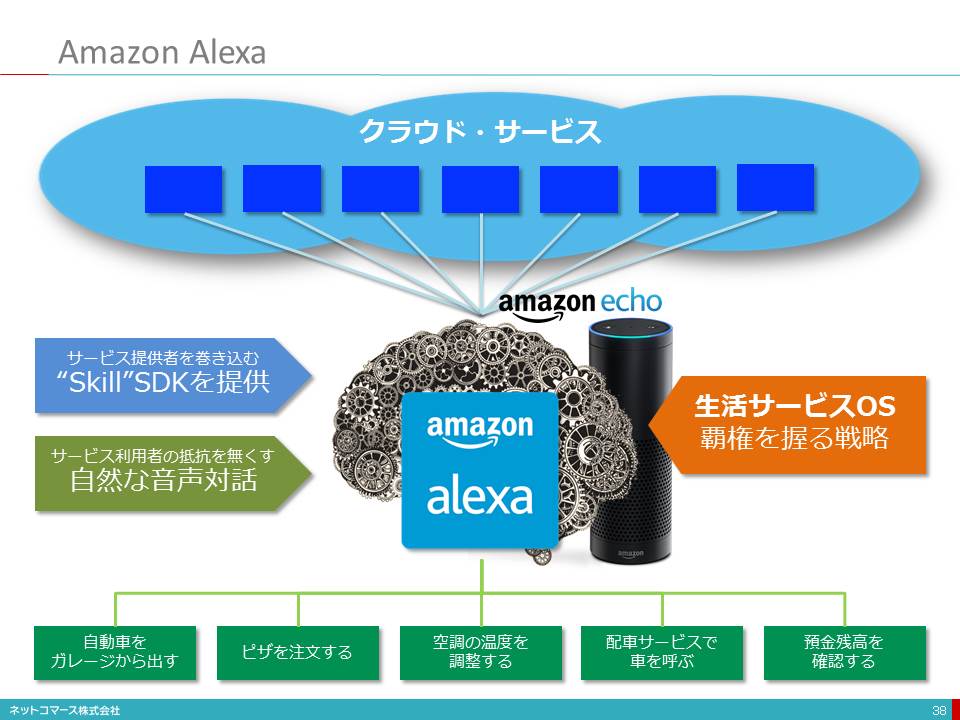 Amazon Alexa
クラウド・サービス
amazon echo
サービス提供者を巻き込む
“Skill”SDKを提供
サービス利用者の抵抗を無くす
自然な音声対話
amazon
alexa
amazon
生活サービスOS
覇権を握る戦略
自動車を
ガレージから出す
ピザを注文する
空調の温度を
調整する
配車サービスで
車を呼ぶ
預金残高を
確認する
ネットコマース株式会社
38